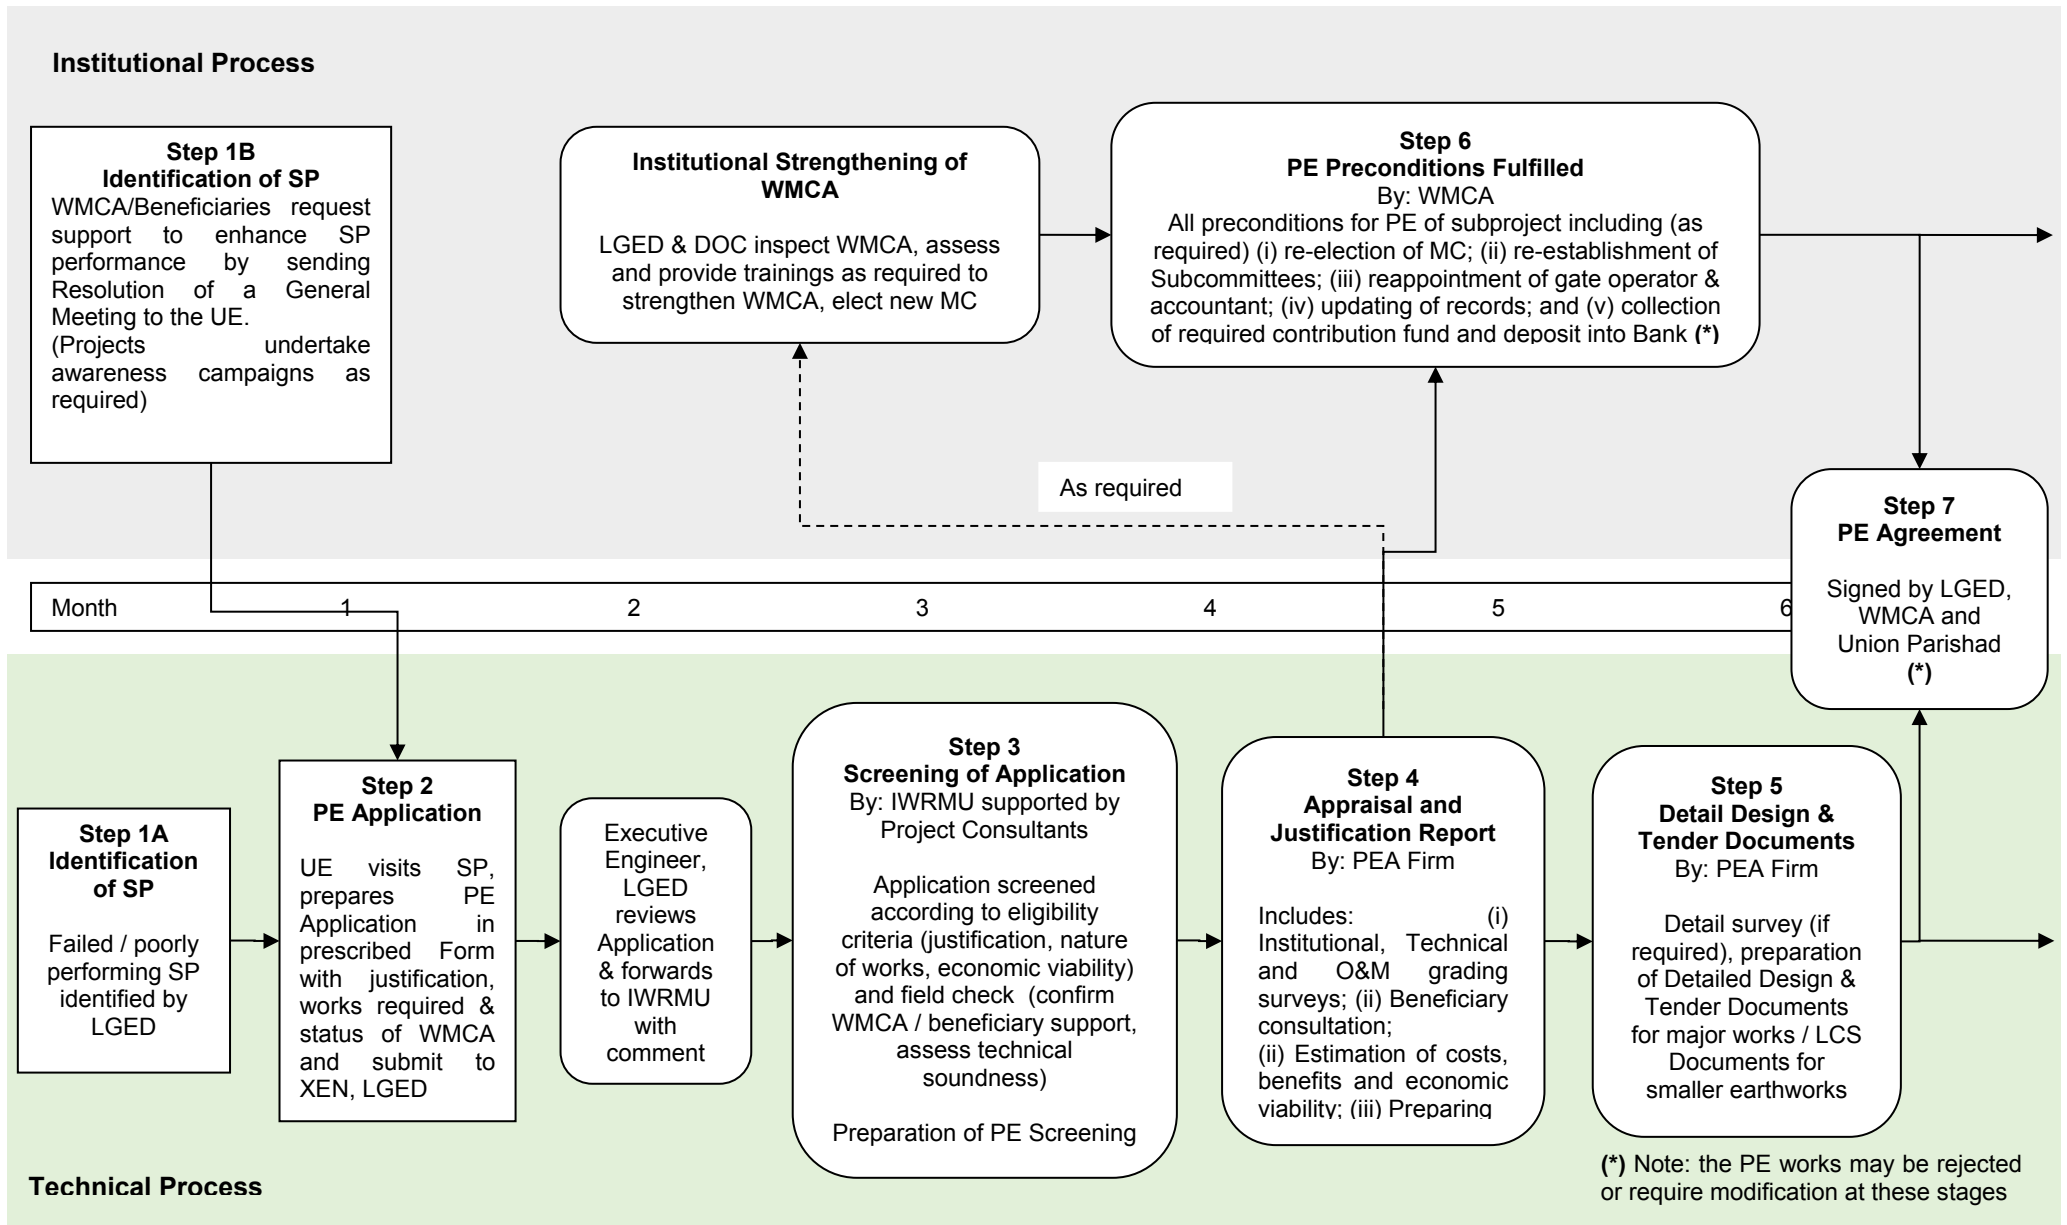 Institutional Process
Step 1B
Identification of SP
WMCA/Beneficiaries request
support to enhance SP
performance by sending
Resolution of a General
Meeting to the UE.
(Projects undertake
awareness campaigns as
required)
Institutional Strengthening of
WMCA
LGED & DOC inspect WMCA, assess
and provide trainings as required to
strengthen WMCA, elect new MC
Step 6
PE Preconditions Fulfilled
By: WMCA
All preconditions for PE of subproject including (as
required) (i) re-election of MC; (ii) re-establishment of
Subcommittees; (iii) reappointment of gate operator &
accountant; (iv) updating of records; and (v) collection
of required contribution fund and deposit into Bank (*)
As required
Step 7
PE Agreement
Signed by LGED,
WMCA and
Union Parishad
(*)
Month 1 2 3 4 5 6
Step 1A
Identification
of SP
Failed / poorly
performing SP
identified by
LGED
Step 2
PE Application
UE visits SP,
prepares PE
Application in
prescribed Form
with justification,
works required &
status of WMCA
and submit to
XEN, LGED
Executive
Engineer,
LGED
reviews
Application
& forwards
to IWRMU
with
comment
Step 3
Screening of Application
By: IWRMU supported by
Project Consultants
Application screened
according to eligibility
criteria (justification, nature
of works, economic viability)
and field check (confirm
WMCA / beneficiary support,
assess technical
soundness)
Preparation of PE Screening
Step 4
Appraisal and
Justification Report
By: PEA Firm
Includes: (i)
Institutional, Technical
and O&M grading
surveys; (ii) Beneficiary
consultation;
(ii) Estimation of costs,
benefits and economic
viability; (iii) Preparing
Step 5
Detail Design &
Tender Documents
By: PEA Firm
Detail survey (if
required), preparation
of Detailed Design &
Tender Documents
for major works / LCS
Documents for
smaller earthworks
(*) Note: the PE works may be rejected
or require modification at these stages
Technical Process